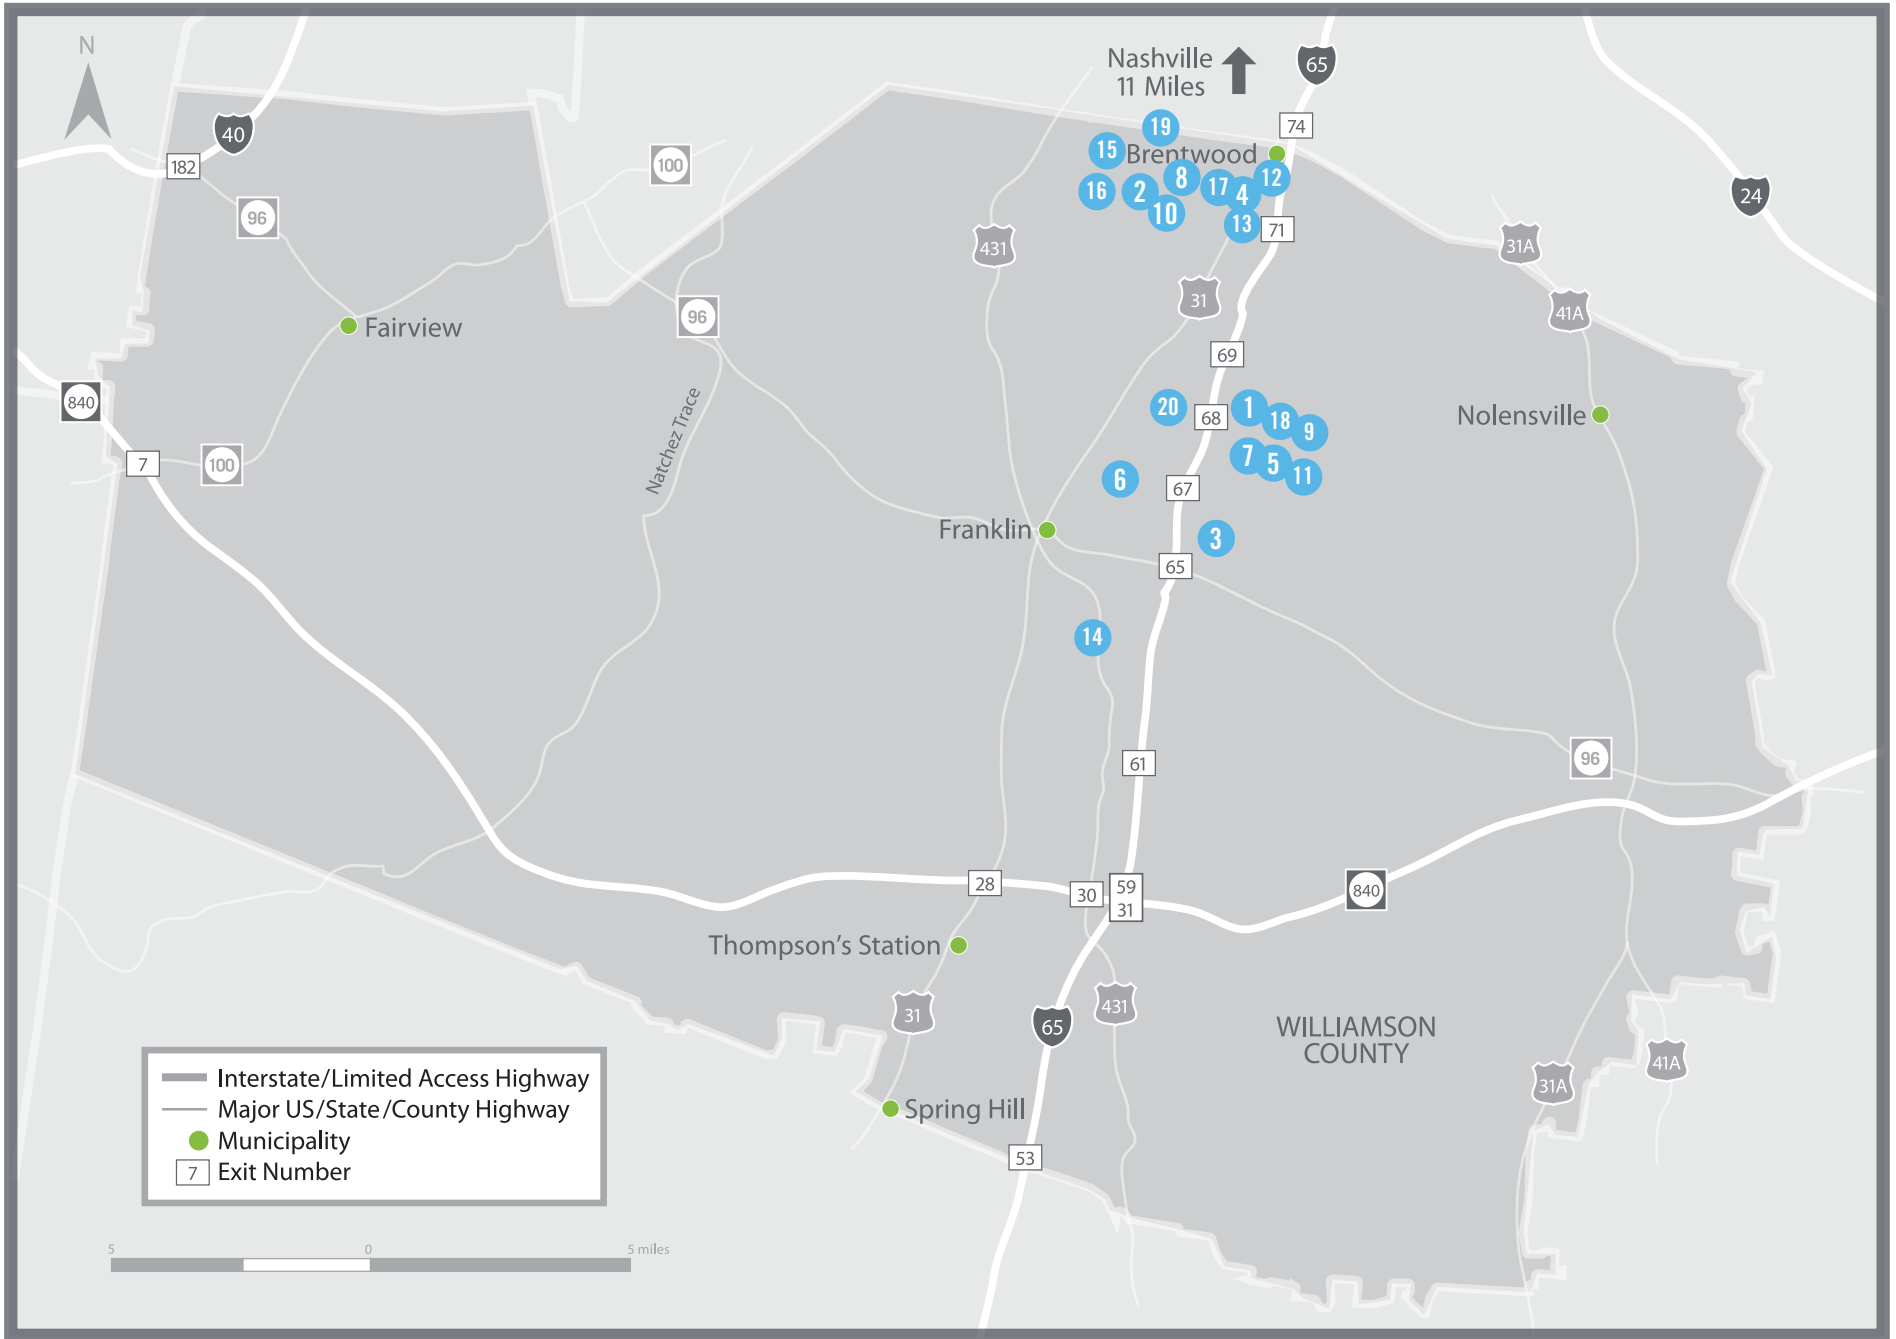 N
Nashville
11 Miles
65
74
19
40
15
Brentwood
182
100
8
12
16
2
17
4
24
10
96
13
71
431
31A
31
41A
96
Fairview
69
840
20
1
Nolensville
68
18
9
Natchez Trace
7
5
7
100
6
11
67
Franklin
3
65
14
61
96
28
59
31
30
840
Thompson's Station
431
31
65
WILLIAMSON
COUNTY
41A
31A
Interstate/Limited Access Highway
Major US/State/County Highway
Spring Hill
Municipality
53
7 Exit Number
5 0 5 miles